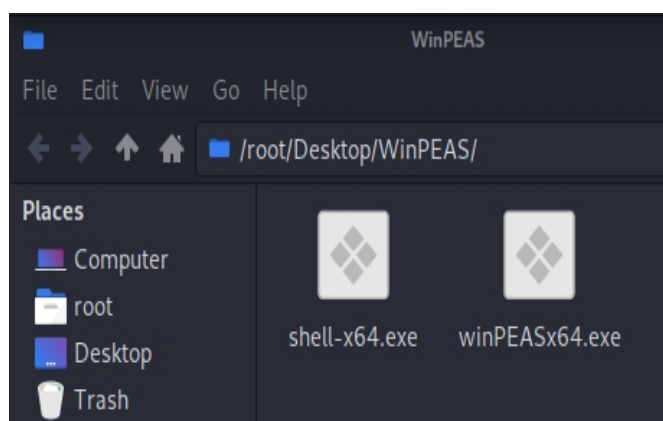 WinPEAS
File Edit View Go Help
/root/Desktop/WinPEAS/
Places
Computer
root
Desktop
Trash
shell-x64.exe winPEASx64.exe